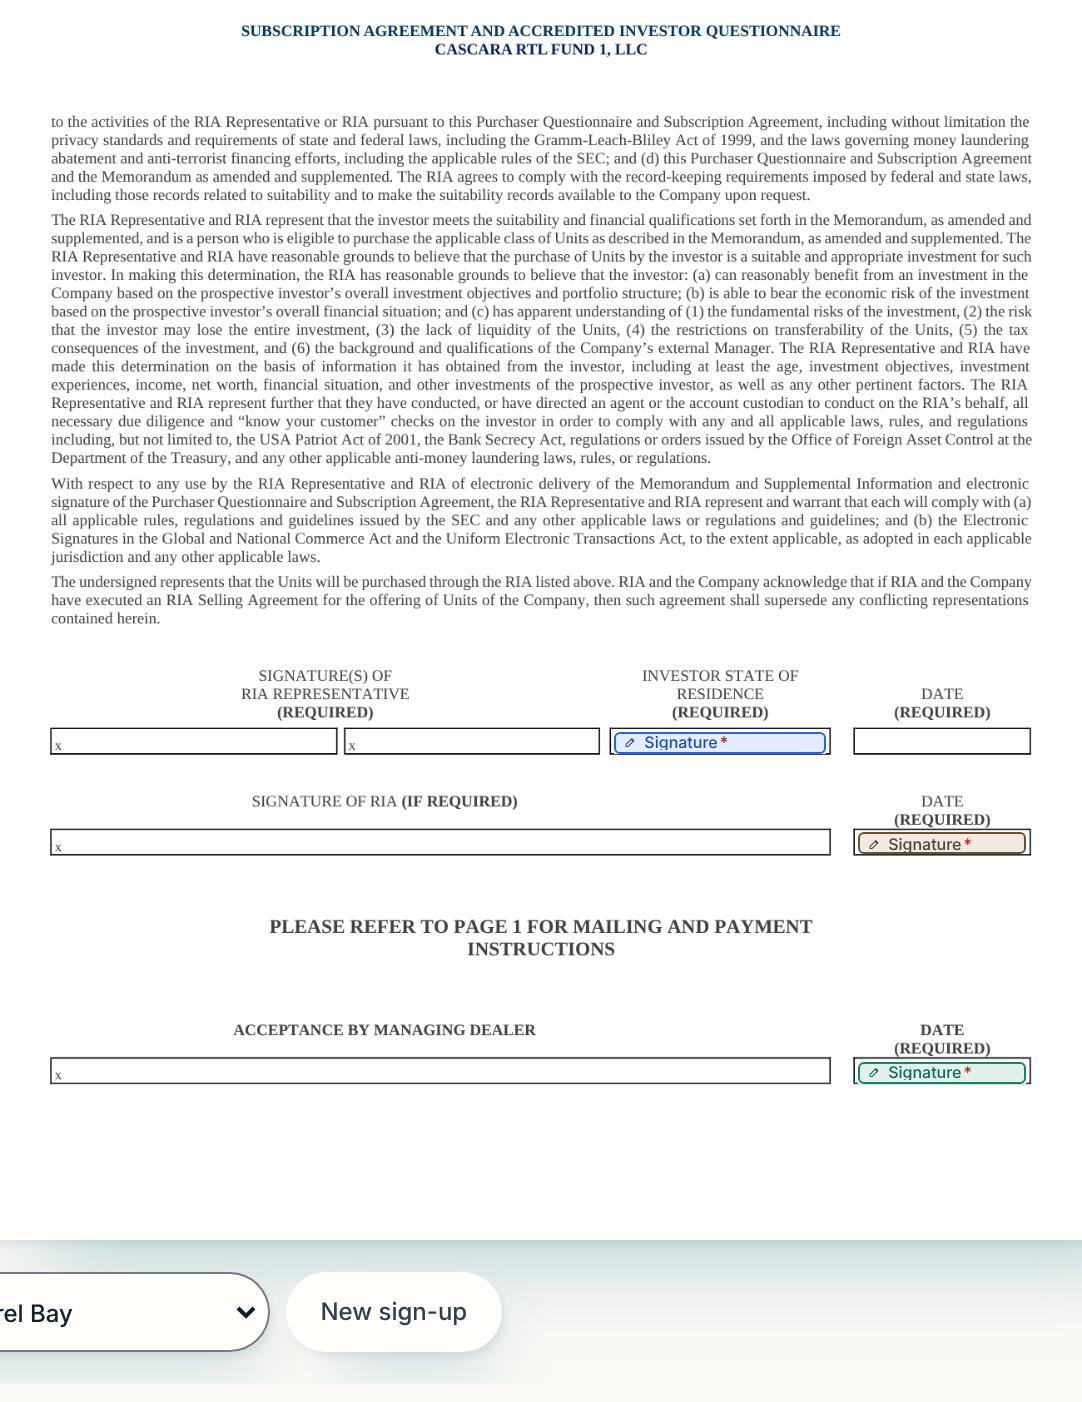 SUBSCRIPTION AGREEMENT AND ACCREDITED INVESTOR QUESTIONNAIRE
CASCARA RTL FUND 1, LLC
to the activities of the RIA Representative or RIA pursuant to this Purchaser Questionnaire and Subscription Agreement, including without limitation the
privacy standards and requirements of state and federal laws, including the Gramm-Leach-Bliley Act of 1999, and the laws governing money laundering
abatement and anti-terrorist financing efforts, including the applicable rules of the SEC; and (d) this Purchaser Questionnaire and Subscription Agreement
and the Memorandum as amended and supplemented. The RIA agrees to comply with the record-keeping requirements imposed by federal and state laws,
including those records related to suitability and to make the suitability records available to the Company upon request.
The RIA Representative and RIA represent that the investor meets the suitability and financial qualifications set forth in the Memorandum, as amended and
supplemented, and is a person who is eligible to purchase the applicable class of Units as described in the Memorandum, as amended and supplemented. The
RIA Representative and RIA have reasonable grounds to believe that the purchase of Units by the investor is a suitable and appropriate investment for such
investor. In making this determination, the RIA has reasonable grounds to believe that the investor: (a) can reasonably benefit from an investment in the
Company based on the prospective investor’s overall investment objectives and portfolio structure; (b) is able to bear the economic risk of the investment
based on the prospective investor’s overall financial situation; and (c) has apparent understanding of (1) the fundamental risks of the investment, (2) the risk
that the investor may lose the entire investment, (3) the lack of liquidity of the Units, (4) the restrictions on transferability of the Units, (5) the tax
consequences of the investment, and (6) the background and qualifications of the Company’s external Manager. The RIA Representative and RIA have
made this determination on the basis of information it has obtained from the investor, including at least the age, investment objectives, investment
experiences, income, net worth, financial situation, and other investments of the prospective investor, as well as any other pertinent factors. The RIA
Representative and RIA represent further that they have conducted, or have directed an agent or the account custodian to conduct on the RIA’s behalf, all
necessary due diligence and “know your customer” checks on the investor in order to comply with any and all applicable laws, rules, and regulations
including, but not limited to, the USA Patriot Act of 2001, the Bank Secrecy Act, regulations or orders issued by the Office of Foreign Asset Control at the
Department of the Treasury, and any other applicable anti-money laundering laws, rules, or regulations.
With respect to any use by the RIA Representative and RIA of electronic delivery of the Memorandum and Supplemental Information and electronic
signature of the Purchaser Questionnaire and Subscription Agreement, the RIA Representative and RIA represent and warrant that each will comply with (a)
all applicable rules, regulations and guidelines issued by the SEC and any other applicable laws or regulations and guidelines; and (b) the Electronic
Signatures in the Global and National Commerce Act and the Uniform Electronic Transactions Act, to the extent applicable, as adopted in each applicable
jurisdiction and any other applicable laws.
The undersigned represents that the Units will be purchased through the RIA listed above. RIA and the Company acknowledge that if RIA and the Company
have executed an RIA Selling Agreement for the offering of Units of the Company, then such agreement shall supersede any conflicting representations
contained herein.
SIGNATURE(S) OF
RIA REPRESENTATIVE
(REQUIRED)
INVESTOR STATE OF
RESIDENCE
(REQUIRED)
DATE
(REQUIRED)
x
x
Signature*
SIGNATURE OF RIA (IF REQUIRED)
DATE
(REQUIRED)
x
Signature*
PLEASE REFER TO PAGE 1 FOR MAILING AND PAYMENT
INSTRUCTIONS
ACCEPTANCE BY MANAGING DEALER
DATE
(REQUIRED)
x
Signature*
rel Bay
New sign-up